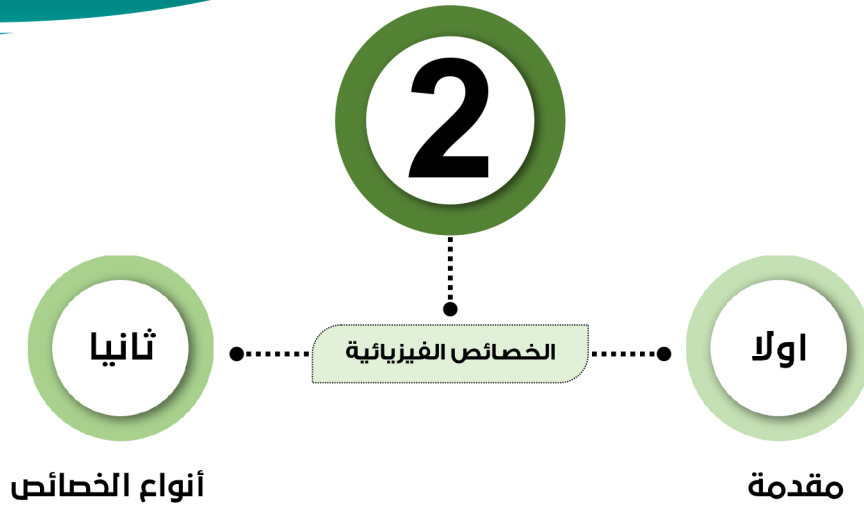 2
الخصائص الفيزيائية
اولا
مقدمة
ثانيا
أنواع الخصائص